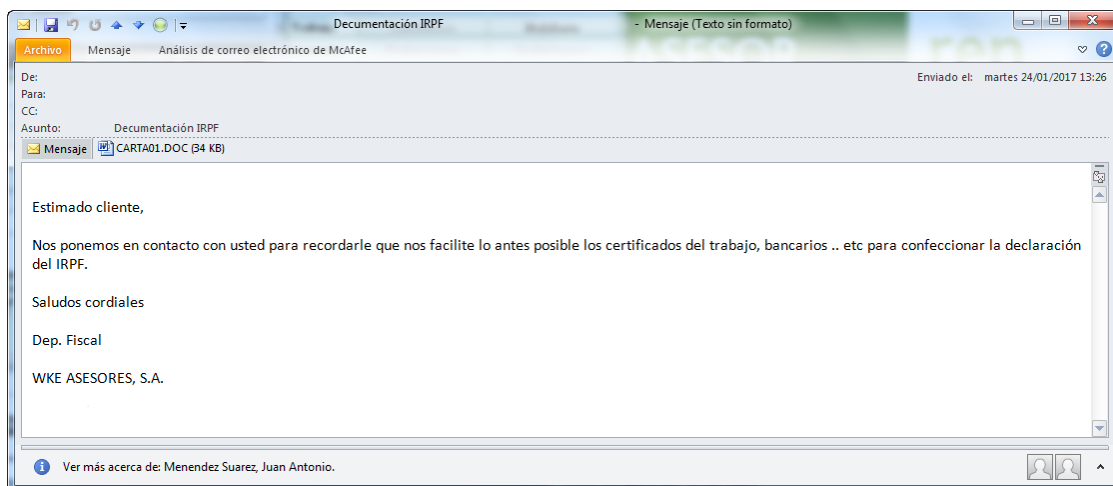 Documentación IRPF - Mensaje (Texto sin formato)
Archivo Mensaje Análisis de correo electrónico de McAfee
De: Enviado el: martes 24/01/2017 13:26
Para:
CC:
Asunto: Documentación IRPF
Mensaje CARTA01.DOC (34 KB)
Estimado cliente,
Nos ponemos en contacto con usted para recordarle que nos facilite lo antes posible los certificados del trabajo, bancarios .. etc para confeccionar la declaración
del IRPF.
Saludos cordiales
Dep. Fiscal
WKE ASESORES, S.A.
Ver más acerca de: Menendez Suarez, Juan Antonio.